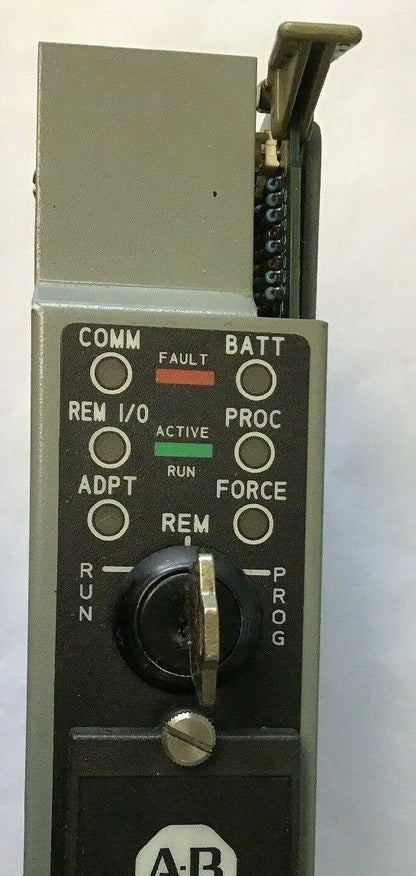 COMM
FAULT
BATT
REM I/O
ACTIVE
PROC
RUN
ADPT
FORCE
REM
RUN
PROG
A-B